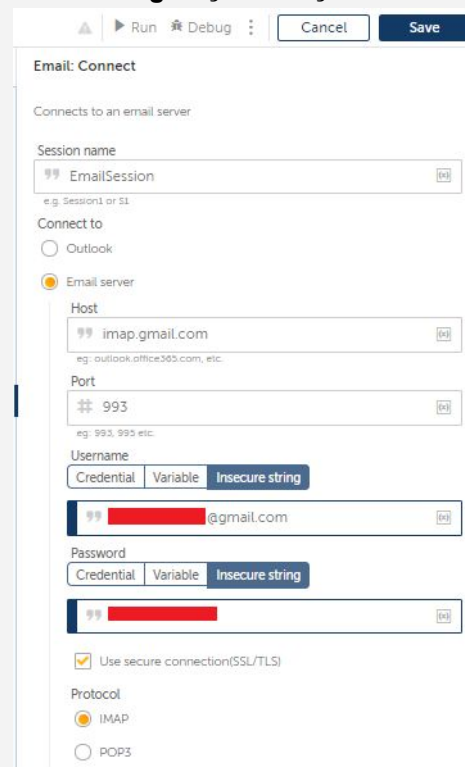 Run Debug Cancel Save
Email: Connect
Connects to an email server
Session name
EmailSession
e.g. Session1 or S1
Connect to
Outlook
Email server
Host
imap.gmail.com
eg: outlook.office365.com, etc.
Port
# 993
eg: 993, 995 etc.
Username
Credential Variable Insecure string
@gmail.com
Password
Credential Variable Insecure string
Use secure connection(SSL/TLS)
Protocol
IMAP
POP3